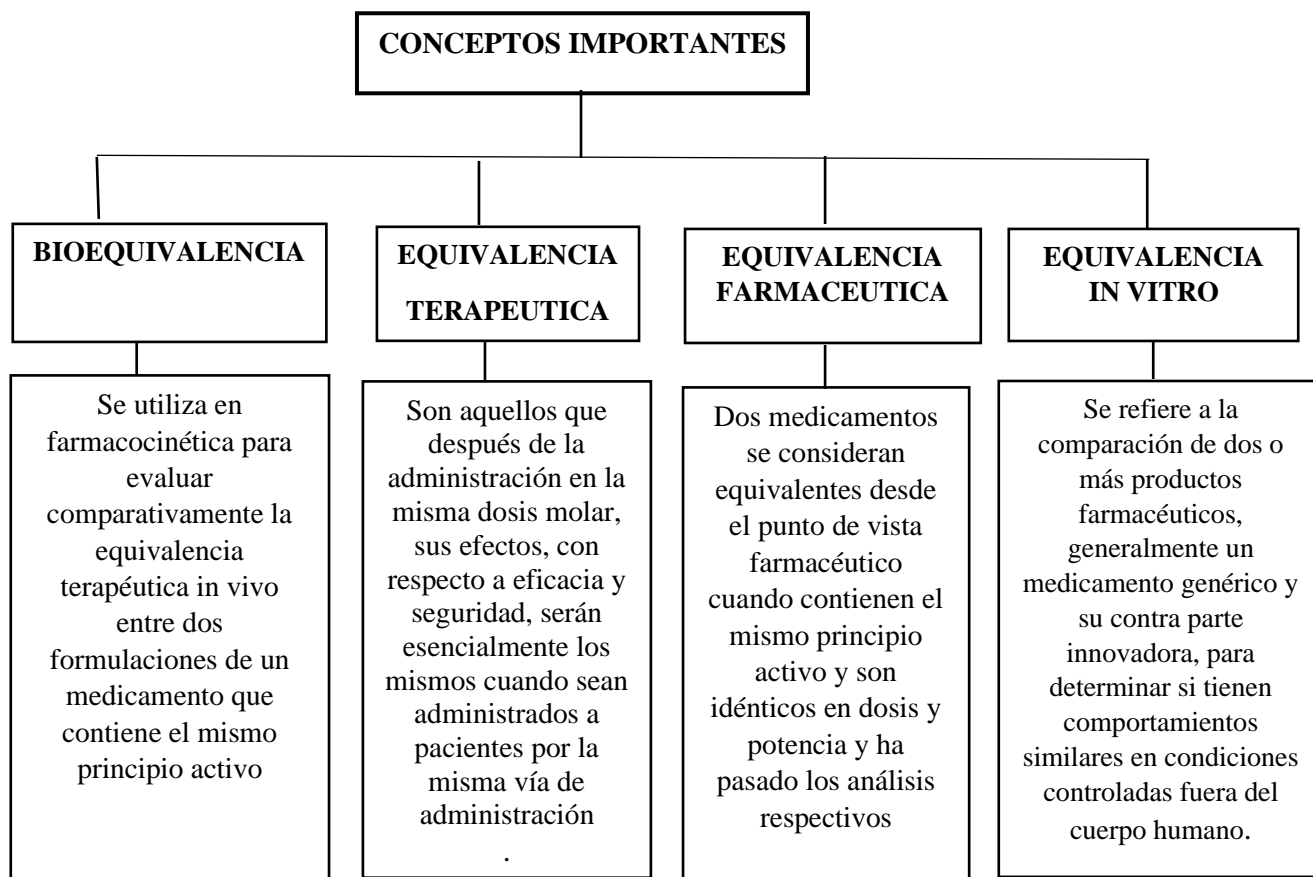 CONCEPTOS IMPORTANTES
BIOEQUIVALENCIA
EQUIVALENCIA
TERAPEUTICA
EQUIVALENCIA
FARMACEUTICA
EQUIVALENCIA
IN VITRO
Se utiliza en
farmacocinética para
evaluar
comparativamente la
equivalencia
terapéutica in vivo
entre dos
formulaciones de un
medicamento que
contiene el mismo
principio activo
Son aquellos que
después de la
administración en la
misma dosis molar,
sus efectos, con
respecto a eficacia y
seguridad, serán
esencialmente los
mismos cuando sean
administrados a
pacientes por la
misma vía de
administración
.
Dos medicamentos
se consideran
equivalentes desde
el punto de vista
farmacéutico
cuando contienen el
mismo principio
activo y son
idénticos en dosis y
potencia y ha
pasado los análisis
respectivos
Se refiere a la
comparación de dos o
más productos
farmacéuticos,
generalmente un
medicamento genérico y
su contra parte
innovadora, para
determinar si tienen
comportamientos
similares en condiciones
controladas fuera del
cuerpo humano.